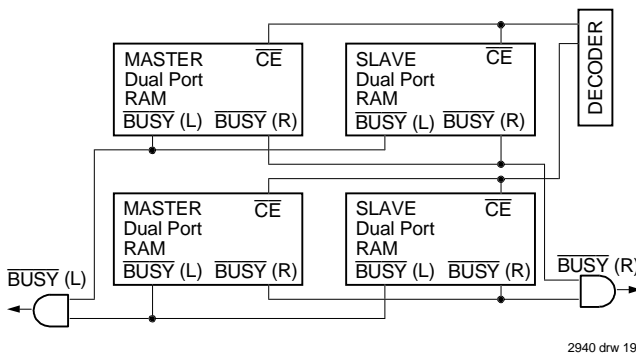 MASTER
Dual Port
RAM
CE
BUSY (L) BUSY (R)
SLAVE
Dual Port
RAM
CE
BUSY (L) BUSY (R)
DECODER
MASTER
Dual Port
RAM
CE
BUSY (L) BUSY (R)
SLAVE
Dual Port
RAM
CE
BUSY (L) BUSY (R)
BUSY (L)
BUSY (R)
2940 drw 19